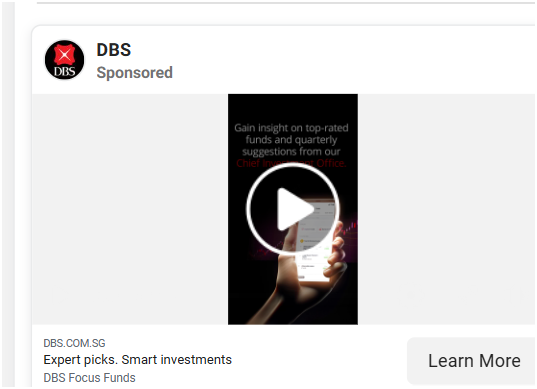 DBS
DBS
Sponsored
Gain insight on top-rated
funds and quarterly
suggestions from our
Chief Investment Office.
DBS.COM.SG
Expert picks. Smart investments
DBS Focus Funds
Learn More